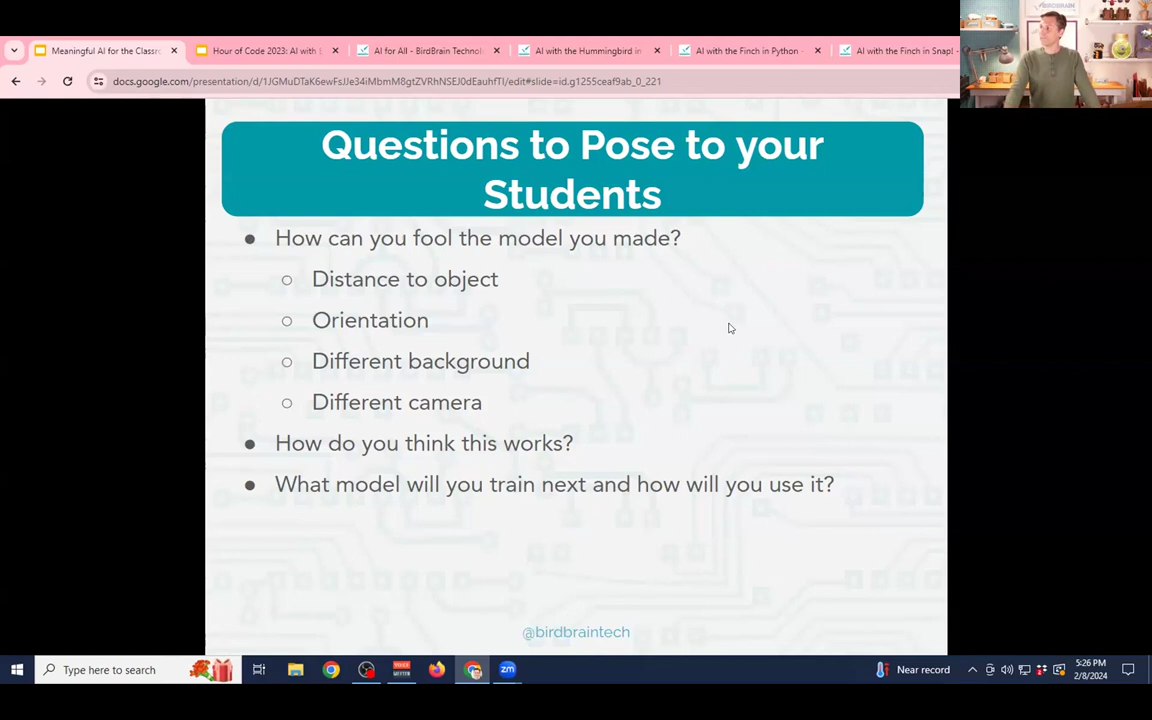 Meaningful AI for the Classro
Hour of Code 2023: AI with
AI for All - BirdBrain Technol
AI with the Hummingbird in
AI with the Finch in Python -
AI with the Finch in Snap! -
docs.google.com/presentation/d/1JGMuDTaK6ewFsJJe34iMbmM8gtZVRhNSEJ0dEauhfTI/edit#slide=id.g1255ceaf9ab_0_221
Questions to Pose to your
Students
● How can you fool the model you made?
○ Distance to object
○ Orientation
○ Different background
○ Different camera
● How do you think this works?
● What model will you train next and how will you use it?
@birdbraintech
Type here to search
Near record
5:26 PM
2/8/2024